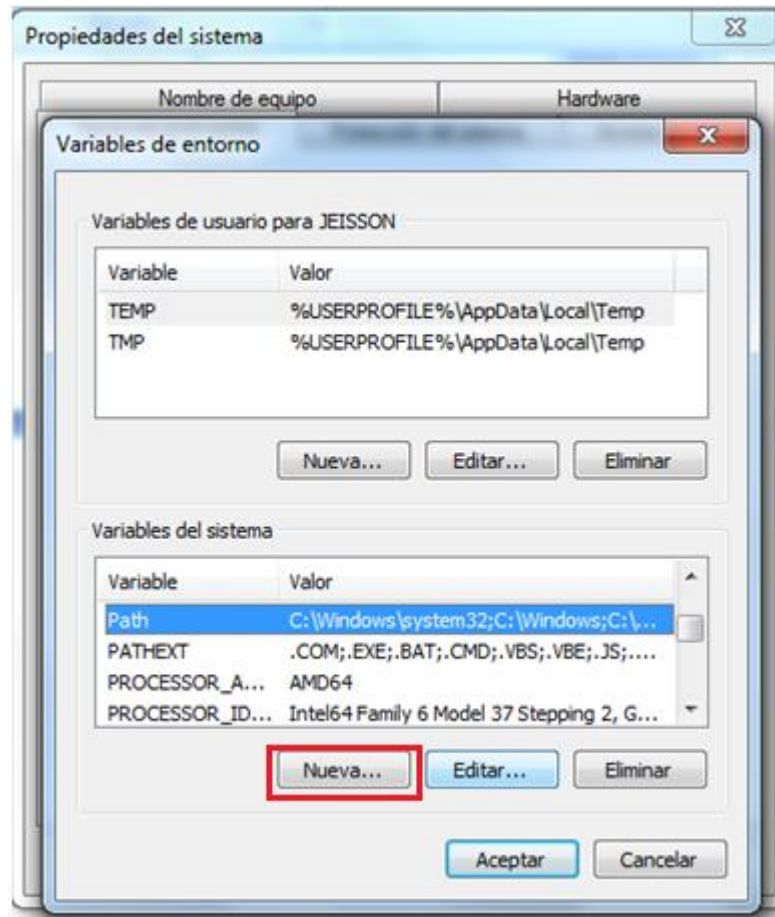 Propiedades del sistema
Nombre de equipo Hardware
Variables de entorno
Variables de usuario para JEISSON
Variable Valor
TEMP %USERPROFILE%\AppData\Local\Temp
TMP %USERPROFILE%\AppData\Local\Temp
Nueva... Editar... Eliminar
Variables del sistema
Variable Valor
Path C:\Windows\system32;C:\Windows;C:\...
PATHEXT .COM;.EXE;.BAT;.CMD;.VBS;.VBE;.JS;....
PROCESSOR_A... AMD64
PROCESSOR_ID... Intel64 Family 6 Model 37 Stepping 2, G...
Nueva... Editar... Eliminar
Aceptar Cancelar